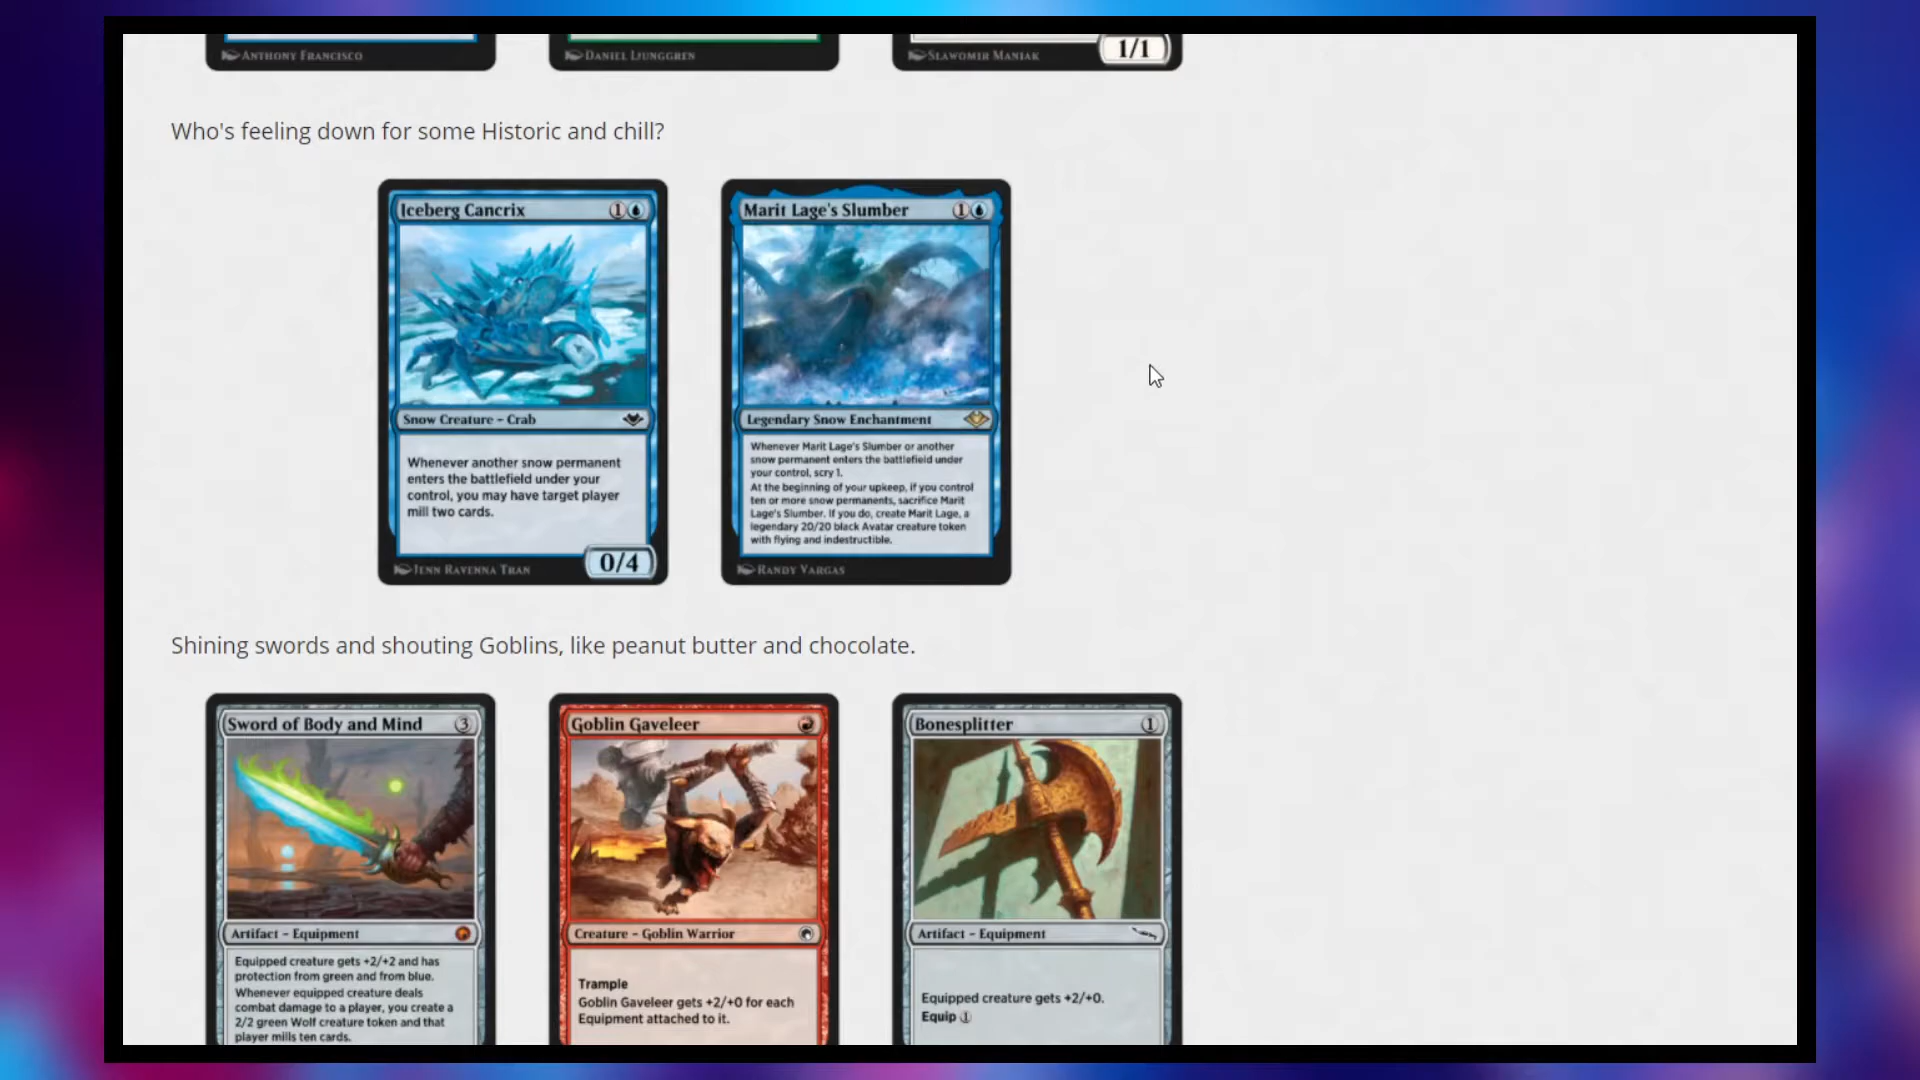 ANTHONY FRANCISCO
DANIEL LJUNGGREN
SLAWOMIR MANIAK
1/1
Who's feeling down for some Historic and chill?
Iceberg Cancrix
1
Snow Creature – Crab
Whenever another snow permanent
enters the battlefield under your
control, you may have target player
mill two cards.
0/4
JENN RAVENNA TRAN
Marit Lage's Slumber
1
Legendary Snow Enchantment
Whenever Marit Lage's Slumber or another
snow permanent enters the battlefield under
your control, scry 1.
At the beginning of your upkeep, if you control
ten or more snow permanents, sacrifice Marit
Lage's Slumber. If you do, create Marit Lage, a
legendary 20/20 black Avatar creature token
with flying and indestructible.
RANDY VARGAS
Shining swords and shouting Goblins, like peanut butter and chocolate.
Sword of Body and Mind
3
Artifact – Equipment
Equipped creature gets +2/+2 and has
protection from green and from blue.
Whenever equipped creature deals
combat damage to a player, you create a
2/2 green Wolf creature token and that
player mills ten cards.
Goblin Gaveleer
Creature – Goblin Warrior
Trample
Goblin Gaveleer gets +2/+0 for each
Equipment attached to it.
Bonesplitter
1
Artifact – Equipment
Equipped creature gets +2/+0.
Equip 1